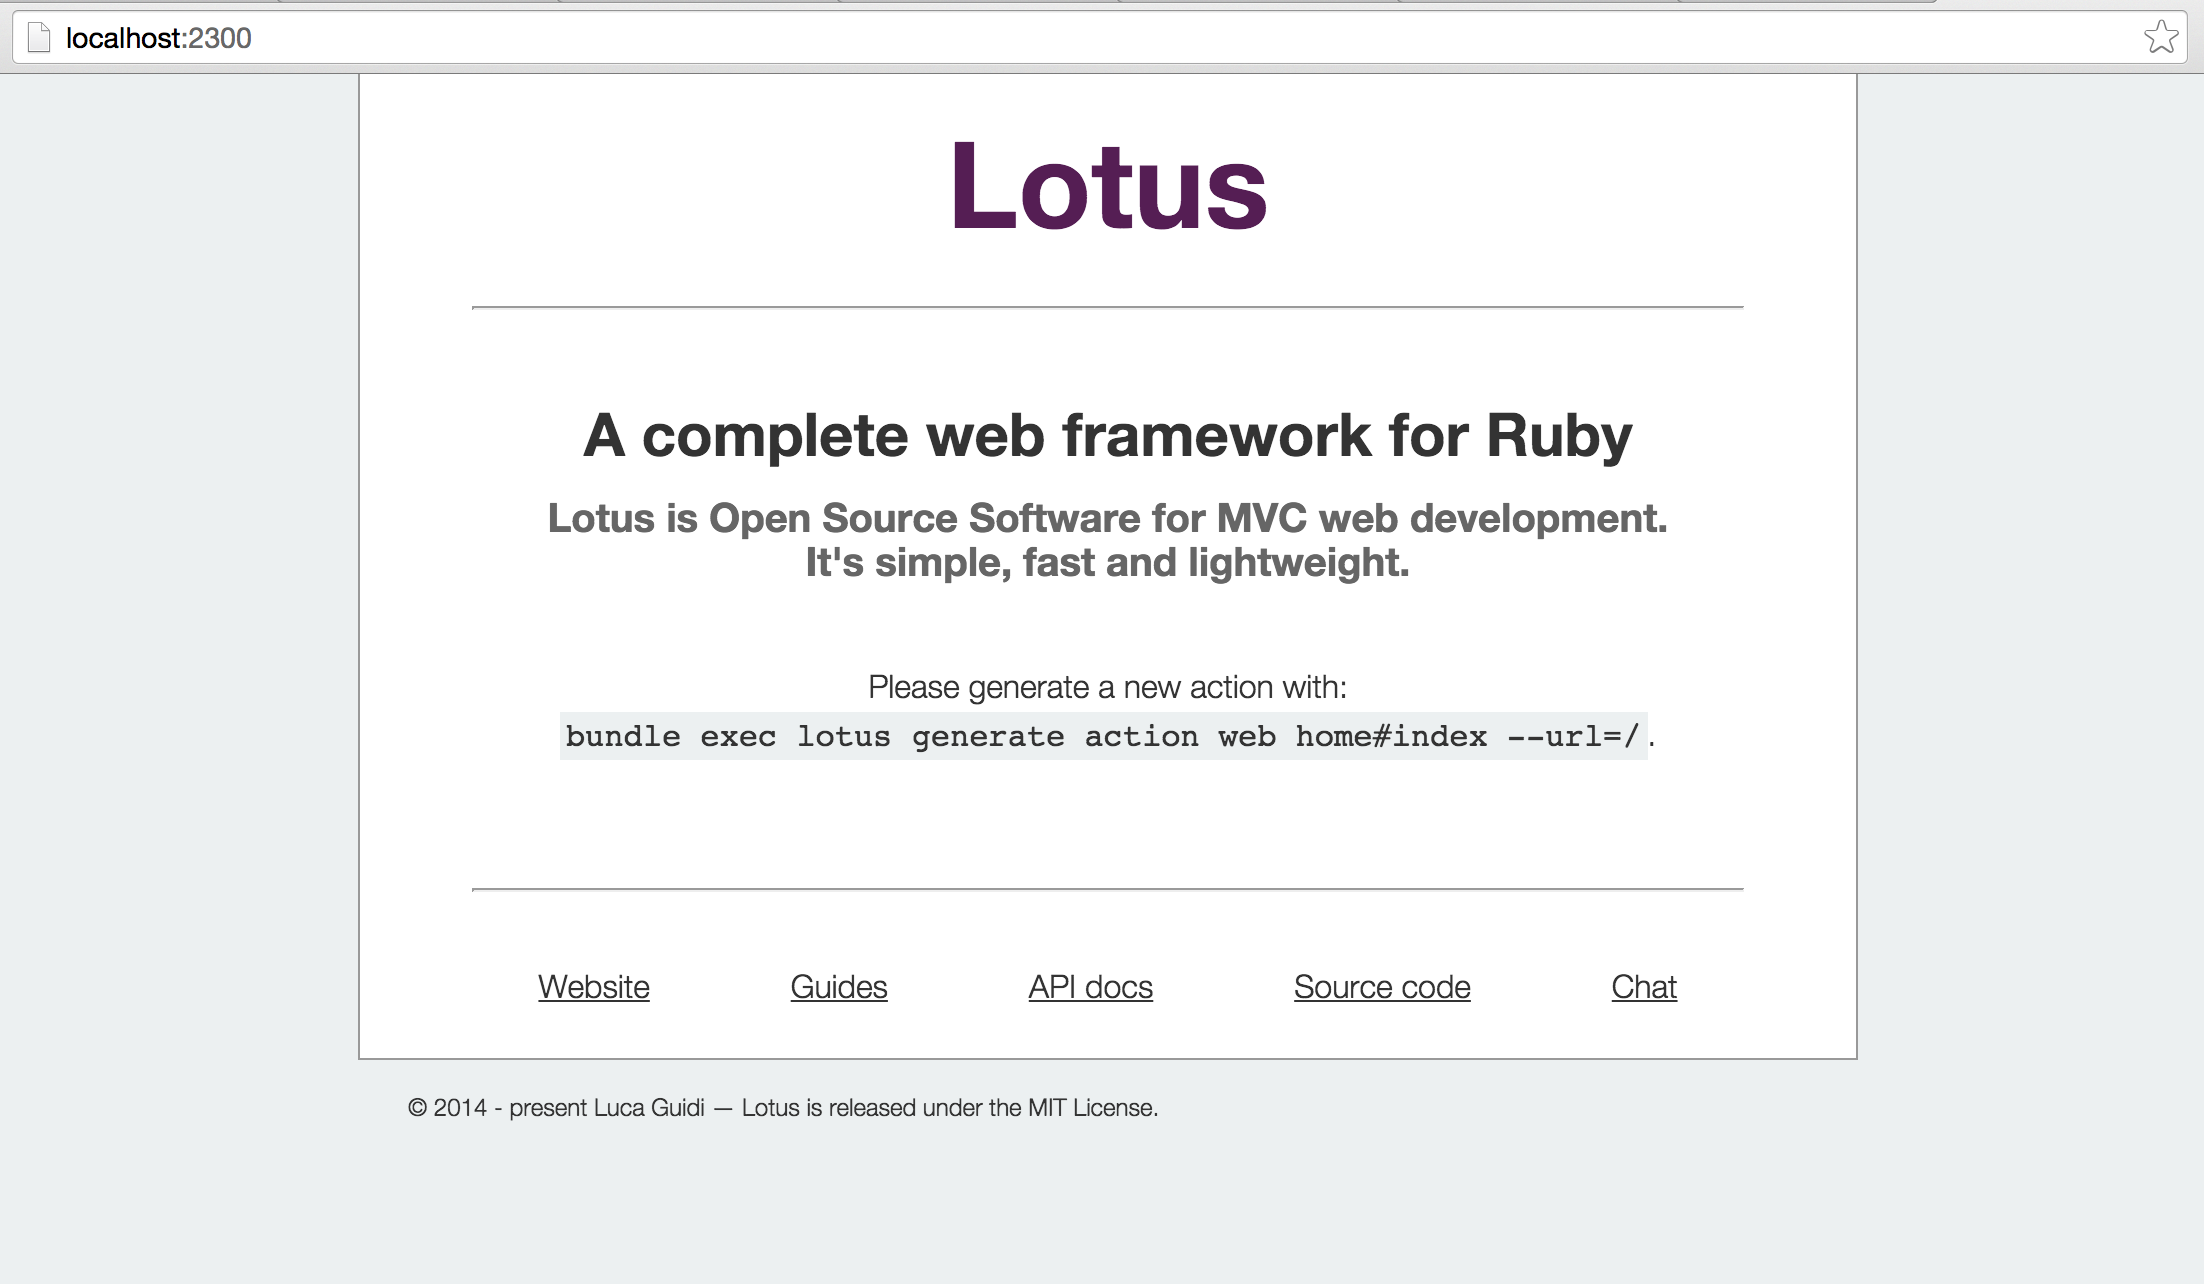 localhost:2300
Lotus
A complete web framework for Ruby
Lotus is Open Source Software for MVC web development.
It's simple, fast and lightweight.
Please generate a new action with:
bundle exec lotus generate action web home#index --url=/.
Website Guides API docs Source code Chat
© 2014 - present Luca Guidi — Lotus is released under the MIT License.